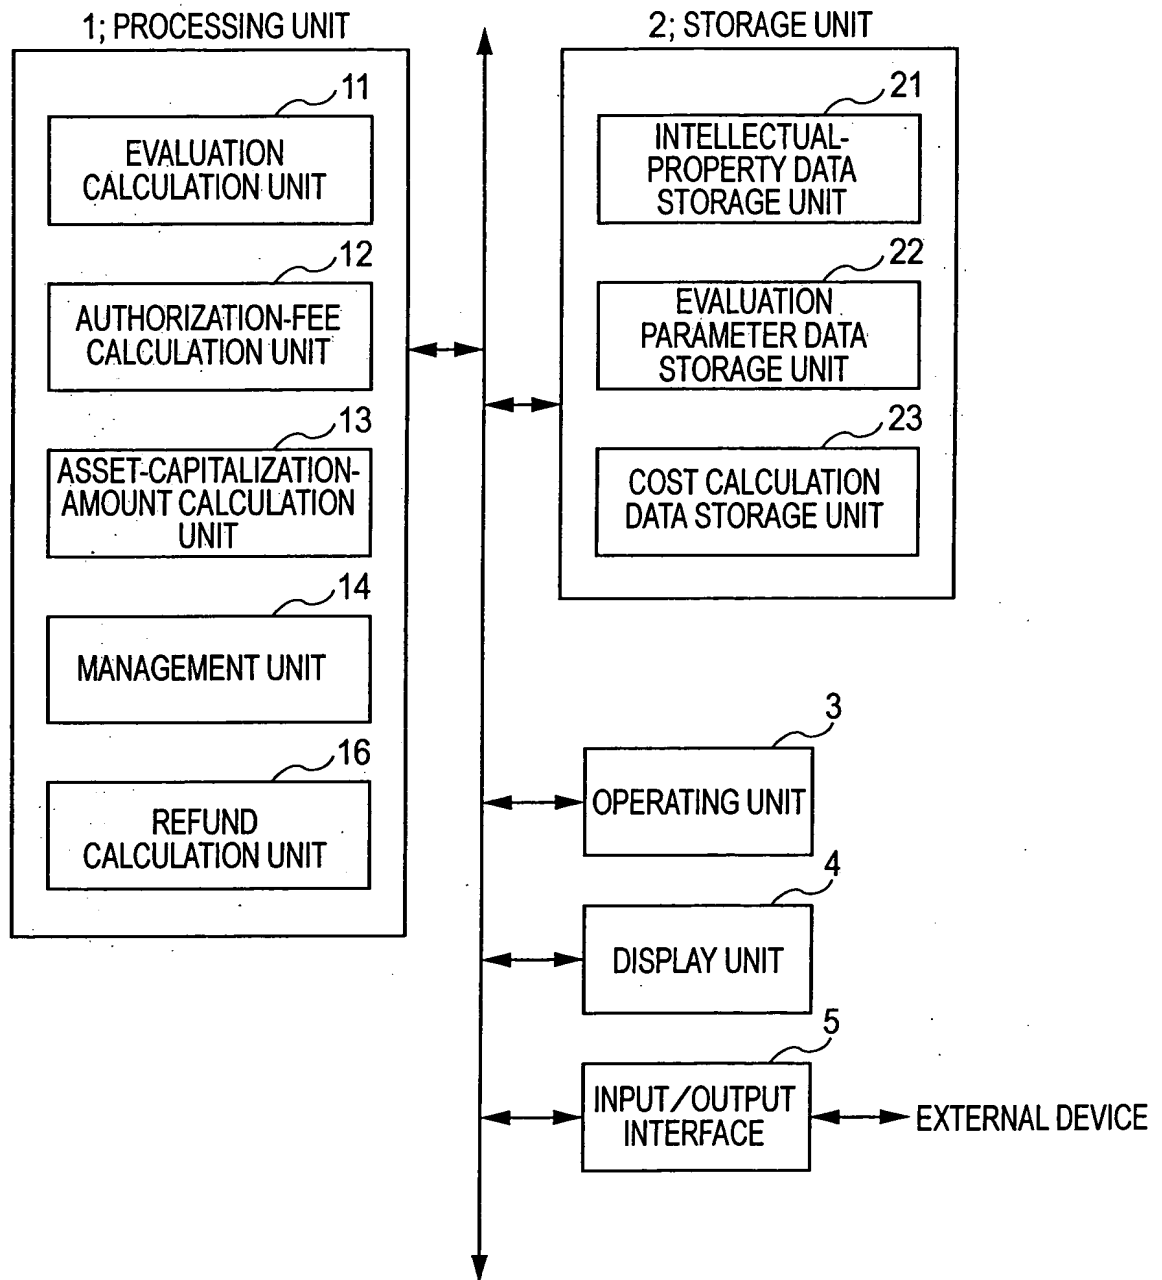 1; PROCESSING UNIT
11
EVALUATION
CALCULATION UNIT
12
AUTHORIZATION-FEE
CALCULATION UNIT
13
ASSET-CAPITALIZATION-
AMOUNT CALCULATION
UNIT
14
MANAGEMENT UNIT
16
REFUND
CALCULATION UNIT
2; STORAGE UNIT
21
INTELLECTUAL-
PROPERTY DATA
STORAGE UNIT
22
EVALUATION
PARAMETER DATA
STORAGE UNIT
23
COST CALCULATION
DATA STORAGE UNIT
3
OPERATING UNIT
4
DISPLAY UNIT
5
INPUT/OUTPUT
INTERFACE
EXTERNAL DEVICE